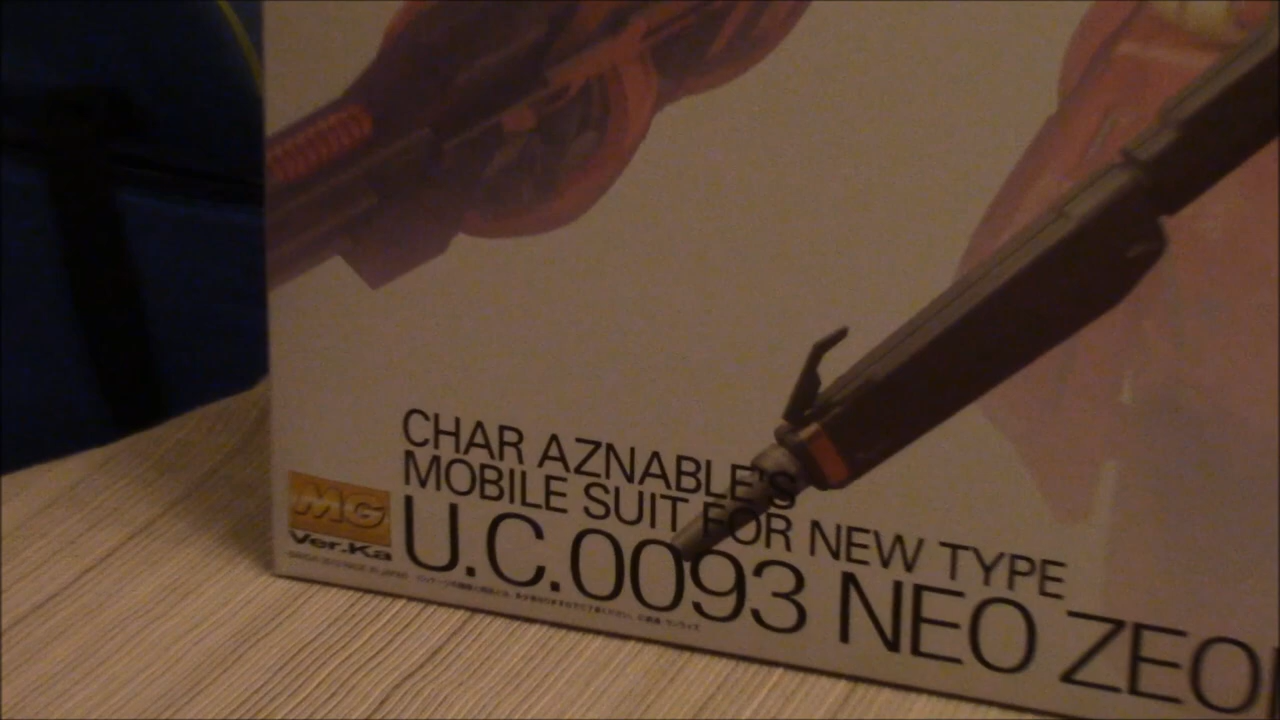 CHAR AZNABLE'S
MOBILE SUIT FOR NEW TYPE
U.C.0093 NEO ZEO
MG
Ver.Ka